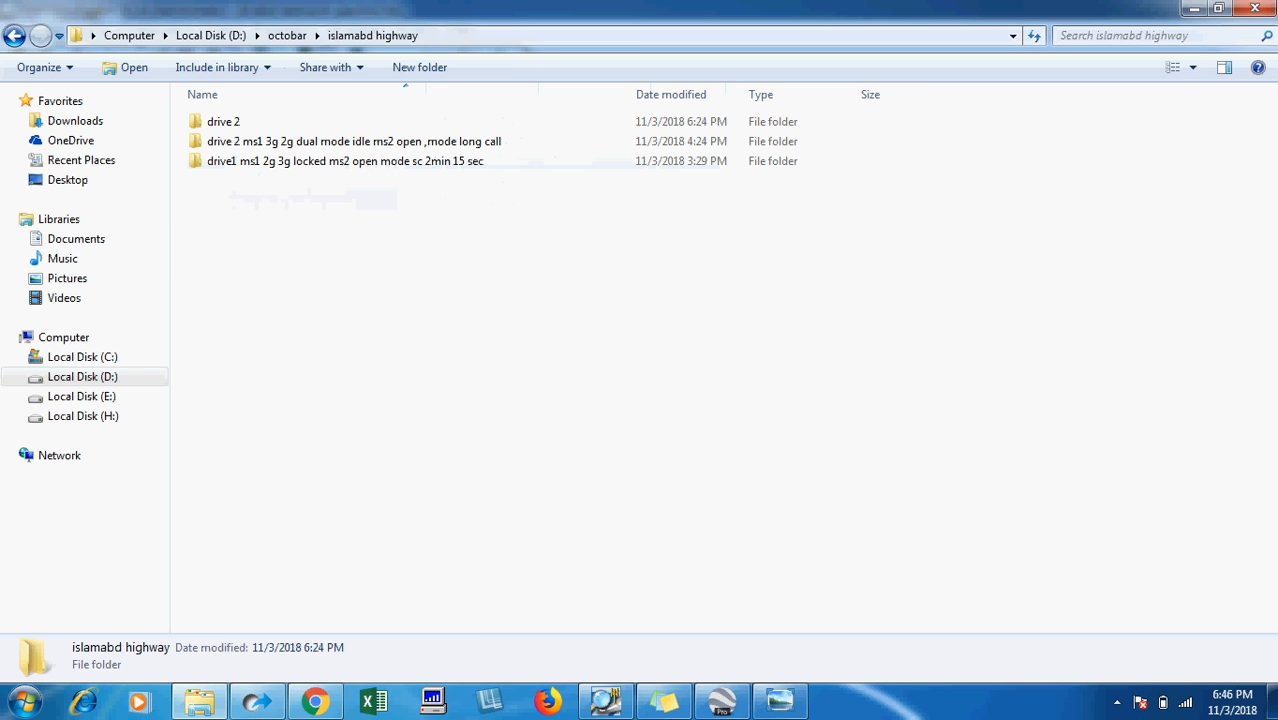 Computer Local Disk (D:) octobar islamabd highway Search islamabd highway
Organize Open Include in library Share with New folder
Name Date modified Type Size
drive 2 11/3/2018 6:24 PM File folder
drive 2 ms1 3g 2g dual mode idle ms2 open ,mode long call 11/3/2018 4:24 PM File folder
drive1 ms1 2g 3g locked ms2 open mode sc 2min 15 sec 11/3/2018 3:29 PM File folder
Favorites
Downloads
OneDrive
Recent Places
Desktop
Libraries
Documents
Music
Pictures
Videos
Computer
Local Disk (C:)
Local Disk (D:)
Local Disk (E:)
Local Disk (H:)
Network
islamabd highway Date modified: 11/3/2018 6:24 PM
File folder
Pro
6:46 PM
11/3/2018